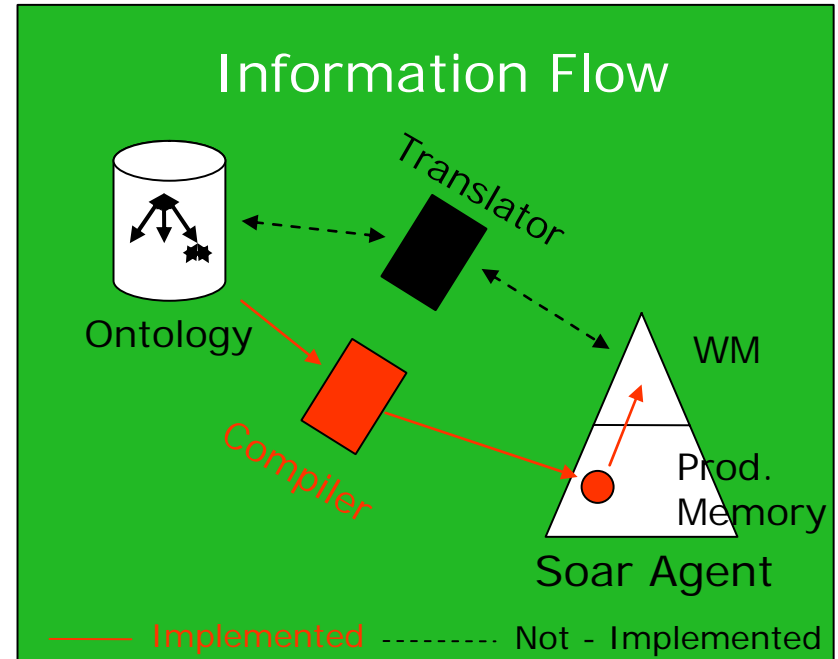 Information Flow
Translator
Ontology
WM
Compiler
Prod.
Memory
Soar Agent
Implemented
Not - Implemented